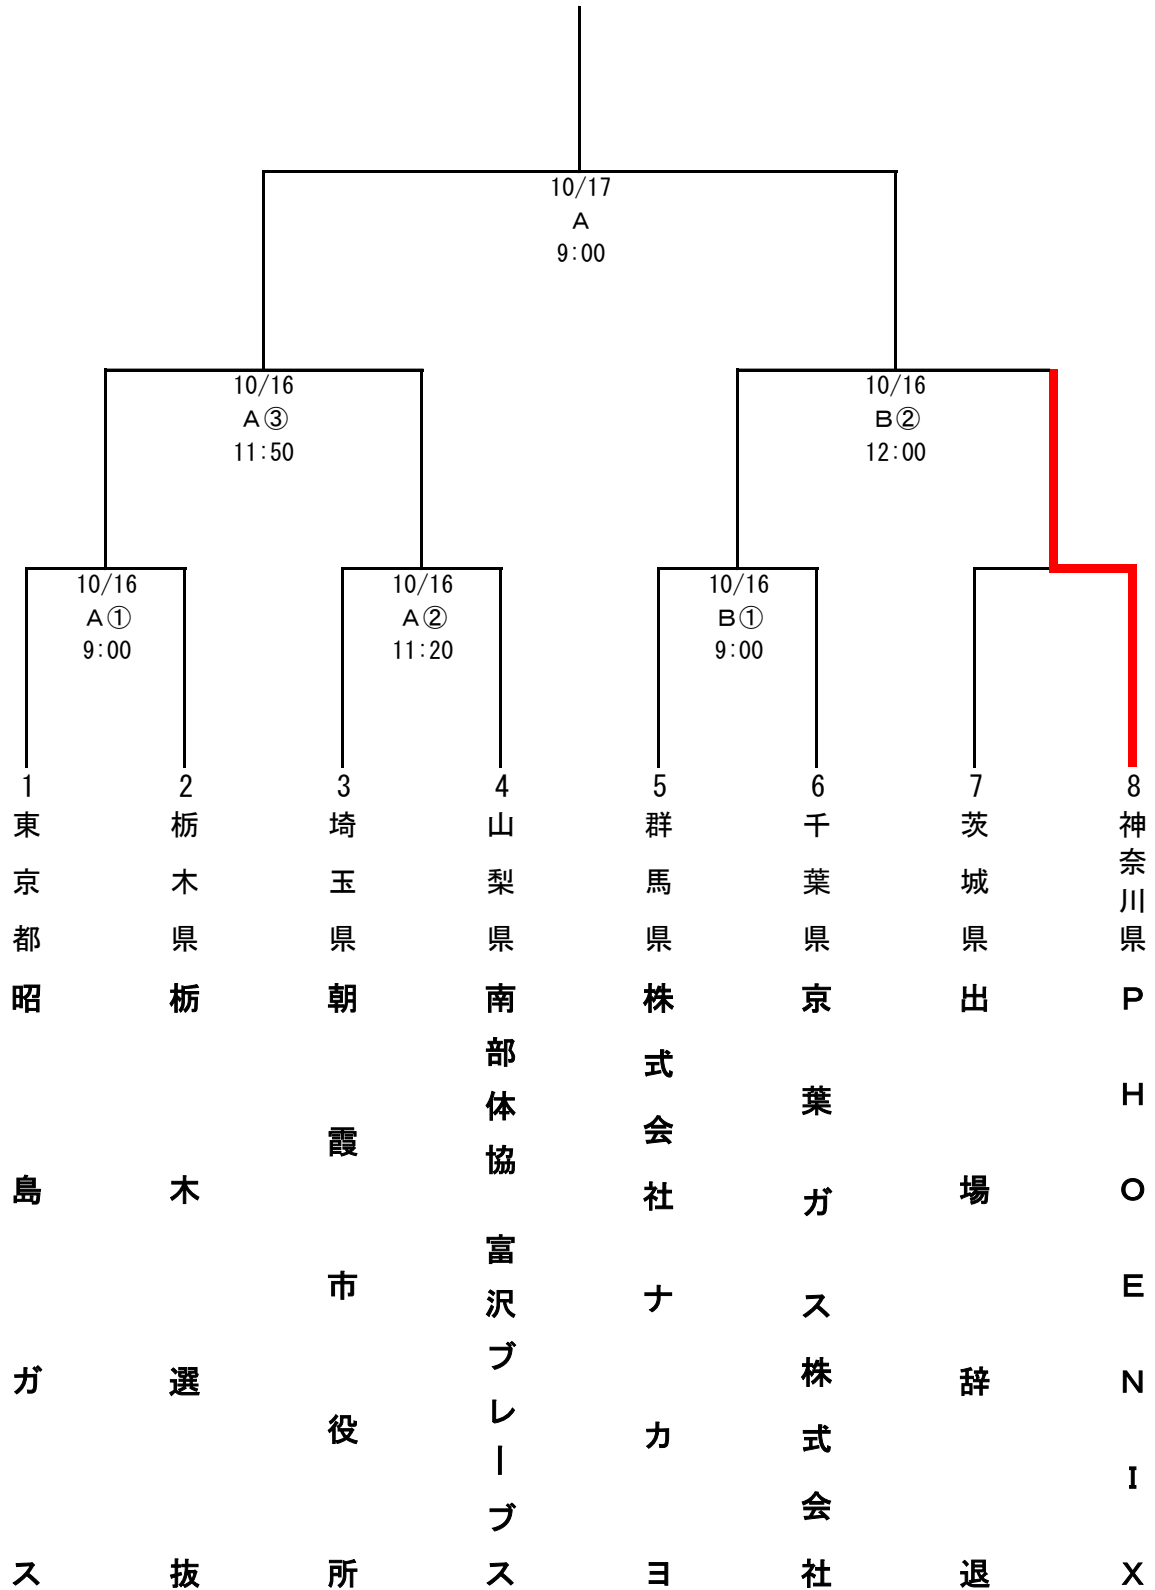 10/17
A
9:00
10/16
A③
11:50
10/16
B②
12:00
10/16
A①
9:00
10/16
A②
11:20
10/16
B①
9:00
1
東京都
昭島ガス
2
栃木県
栃木選抜
3
埼玉県
朝霞市役所
4
山梨県
南部体協 富沢ブレーブス
5
群馬県
株式会社ナカヨ
6
千葉県
京葉ガス株式会社
7
茨城県
出場辞退
8
神奈川県
PHOENIX